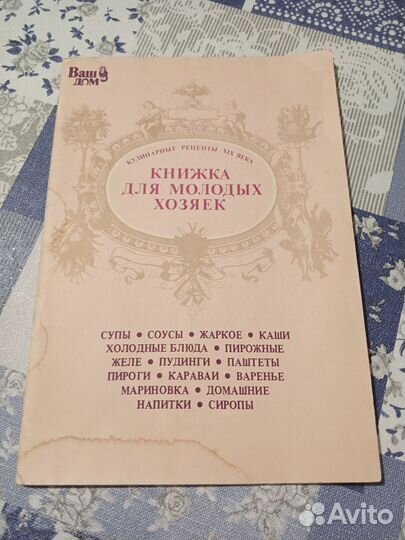 Ваш
ДОМ
КУЛИНАРНЫЕ РЕЦЕПТЫ XIX ВЕКА
КНИЖКА
ДЛЯ МОЛОДЫХ
ХОЗЯЕК
СУПЫ • СОУСЫ • ЖАРКОЕ • КАШИ
ХОЛОДНЫЕ БЛЮДА • ПИРОЖНЫЕ
ЖЕЛЕ • ПУДИНГИ • ПАШТЕТЫ
ПИРОГИ • КАРАВАИ • ВАРЕНЬЕ
МАРИНОВКА • ДОМАШНИЕ
НАПИТКИ • СИРОПЫ
Avito